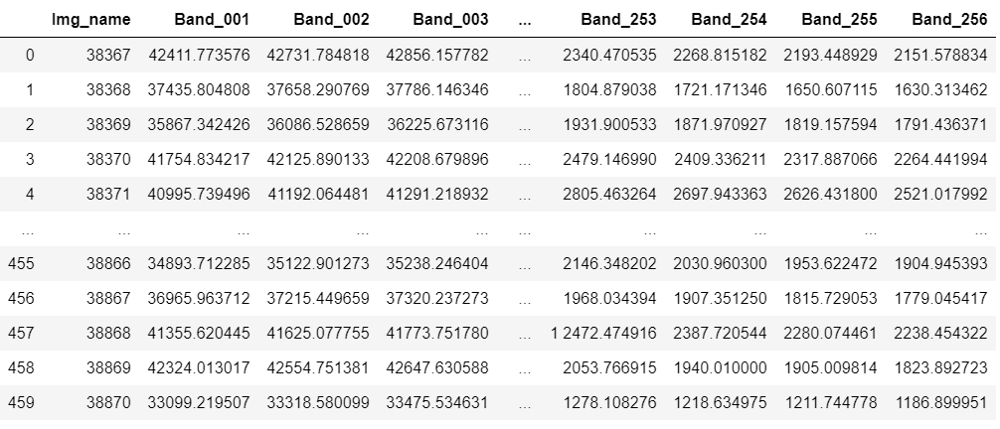 Img_name Band_001 Band_002 Band_003 ... Band_253 Band_254 Band_255 Band_256
0 38367 42411.773576 42731.784818 42856.157782 ... 2340.470535 2268.815182 2193.448929 2151.578834
1 38368 37435.804808 37658.290769 37786.146346 ... 1804.879038 1721.171346 1650.607115 1630.313462
2 38369 35867.342426 36086.528659 36225.673116 ... 1931.900533 1871.970927 1819.157594 1791.436371
3 38370 41754.834217 42125.890133 42208.679896 ... 2479.146990 2409.336211 2317.887066 2264.441994
4 38371 40995.739496 41192.064481 41291.218932 ... 2805.463264 2697.943363 2626.431800 2521.017992
... ... ... ... ... ... ... ... ... ...
455 38866 34893.712285 35122.901273 35238.246404 ... 2146.348202 2030.960300 1953.622472 1904.945393
456 38867 36965.963712 37215.449659 37320.237273 ... 1968.034394 1907.351250 1815.729053 1779.045417
457 38868 41355.620445 41625.077755 41773.751780 ... 1 2472.474916 2387.720544 2280.074461 2238.454322
458 38869 42324.013017 42554.751381 42647.630588 ... 2053.766915 1940.010000 1905.009814 1823.892723
459 38870 33099.219507 33318.580099 33475.534631 ... 1278.108276 1218.634975 1211.744778 1186.899951